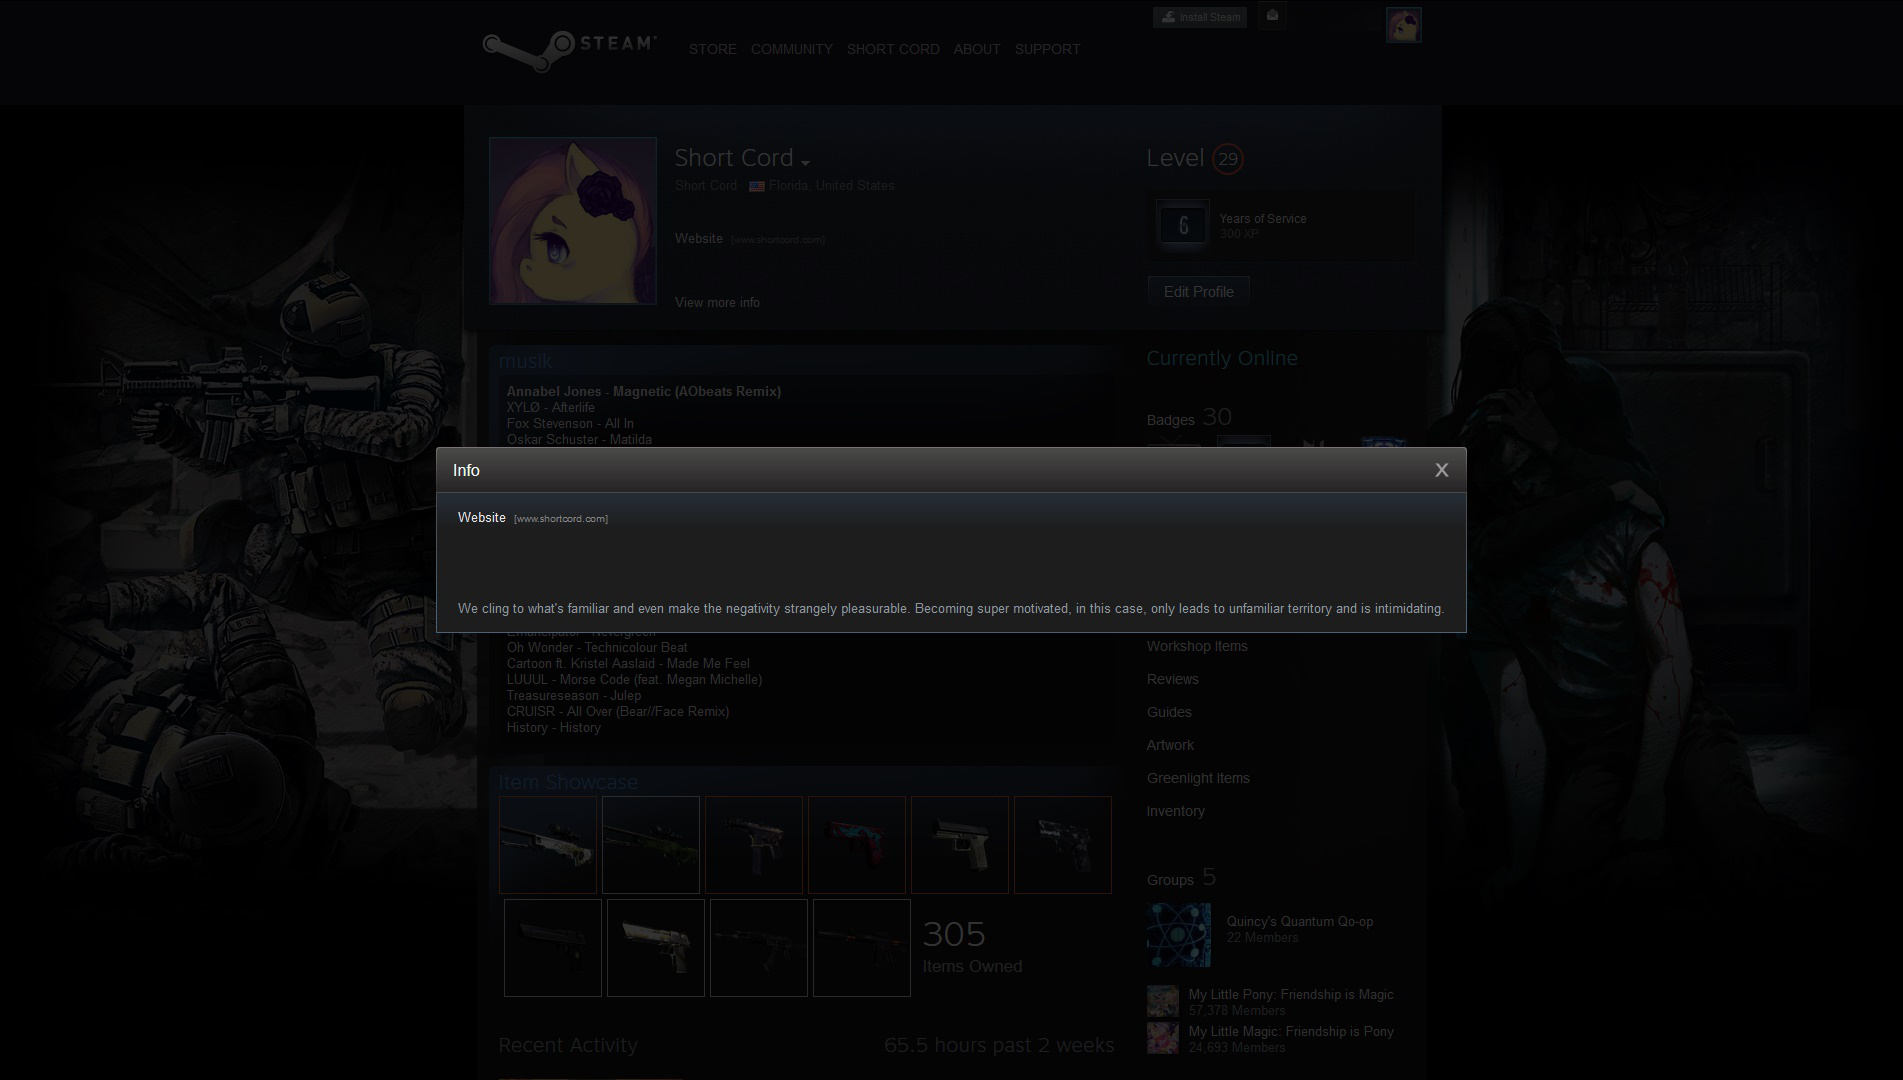 STEAM
STORE COMMUNITY SHORT CORD ABOUT SUPPORT
Install Steam
Short Cord
Short Cord Florida, United States
Website [www.shortcord.com]
View more info
Level 29
6
Years of Service
300 XP
Edit Profile
musik
Annabel Jones - Magnetic (AObeats Remix)
XYLØ - Afterlife
Fox Stevenson - All In
Oskar Schuster - Matilda
Currently Online
Badges 30
Info
X
Website [www.shortcord.com]
We cling to what's familiar and even make the negativity strangely pleasurable. Becoming super motivated, in this case, only leads to unfamiliar territory and is intimidating.
Emancipator - Nevergreen
Oh Wonder - Technicolour Beat
Cartoon ft. Kristel Aaslaid - Made Me Feel
LUUUL - Morse Code (feat. Megan Michelle)
Treasureseason - Julep
CRUISR - All Over (Bear//Face Remix)
History - History
Workshop Items
Reviews
Guides
Artwork
Greenlight Items
Inventory
Item Showcase
305
Items Owned
Groups 5
Quincy's Quantum Qo-op
22 Members
My Little Pony: Friendship is Magic
57,378 Members
My Little Magic: Friendship is Pony
24,693 Members
Recent Activity
65.5 hours past 2 weeks